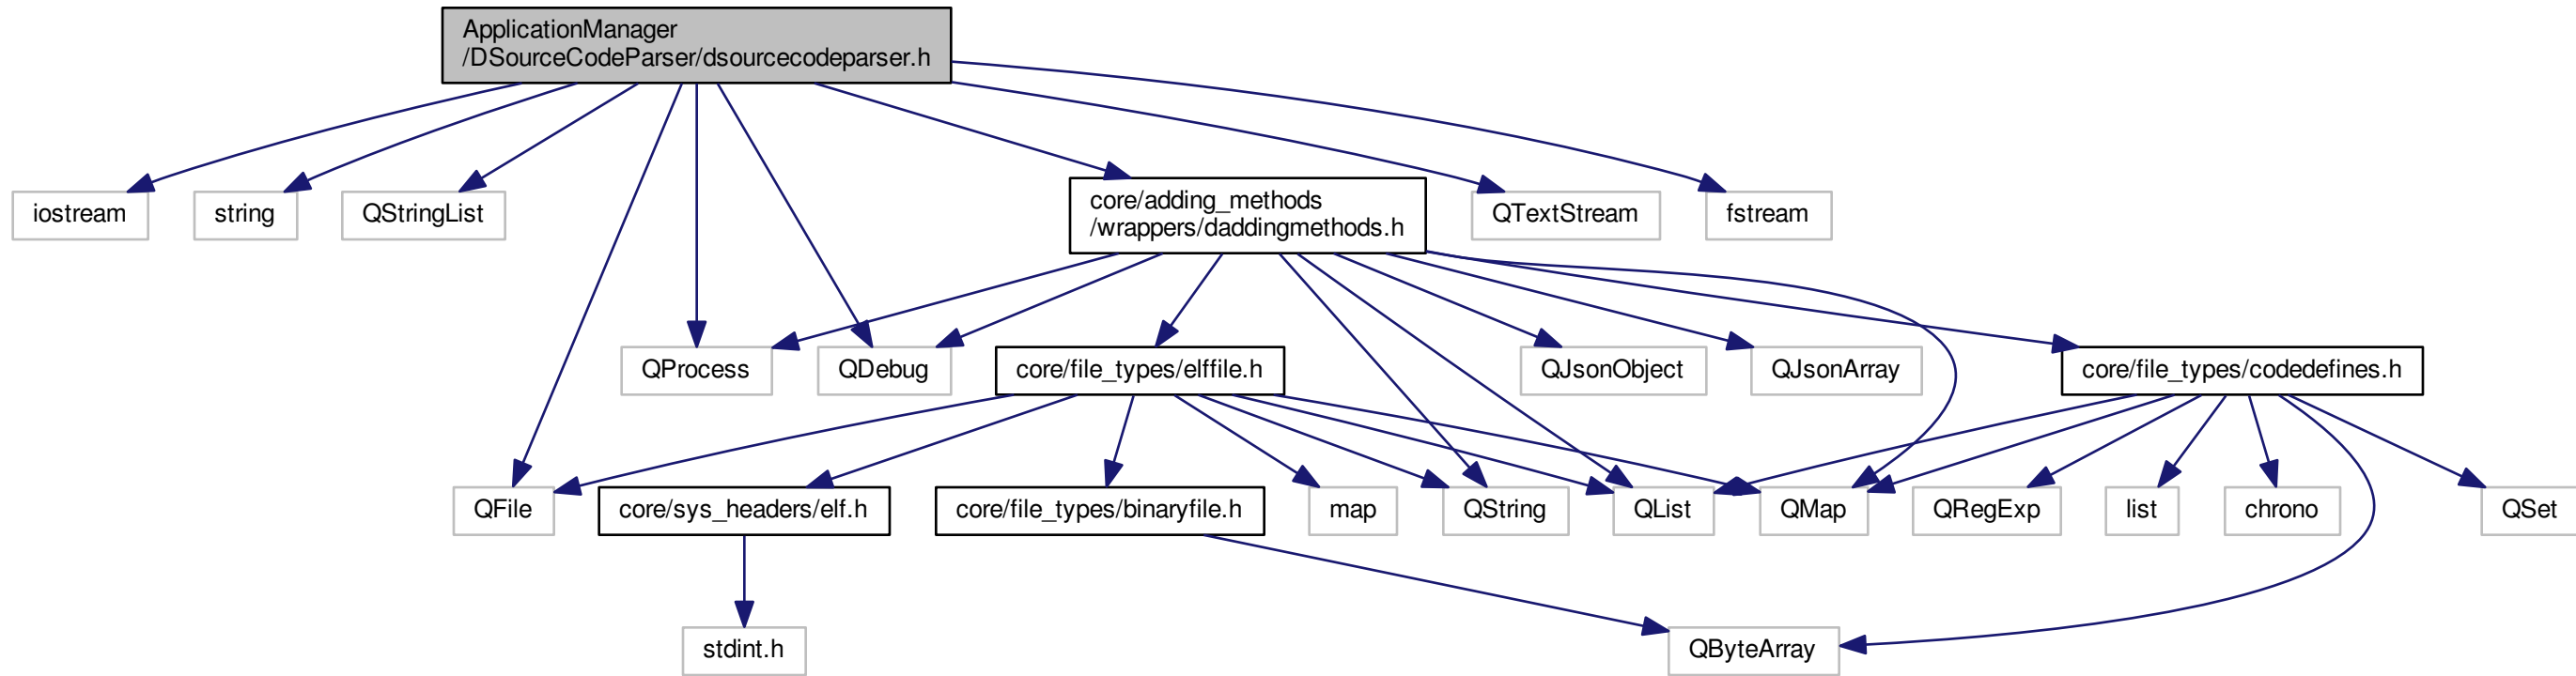 ApplicationManager
/DSourceCodeParser/dsourcecodeparser.h
core/adding_methods
/wrappers/daddingmethods.h
iostream
string
QStringList
QTextStream
fstream
QProcess
QDebug
core/file_types/elffile.h
QJsonObject
QJsonArray
core/file_types/codedefines.h
QFile
core/sys_headers/elf.h
core/file_types/binaryfile.h
map
QString
QList
QMap
QRegExp
list
chrono
QSet
stdint.h
QByteArray